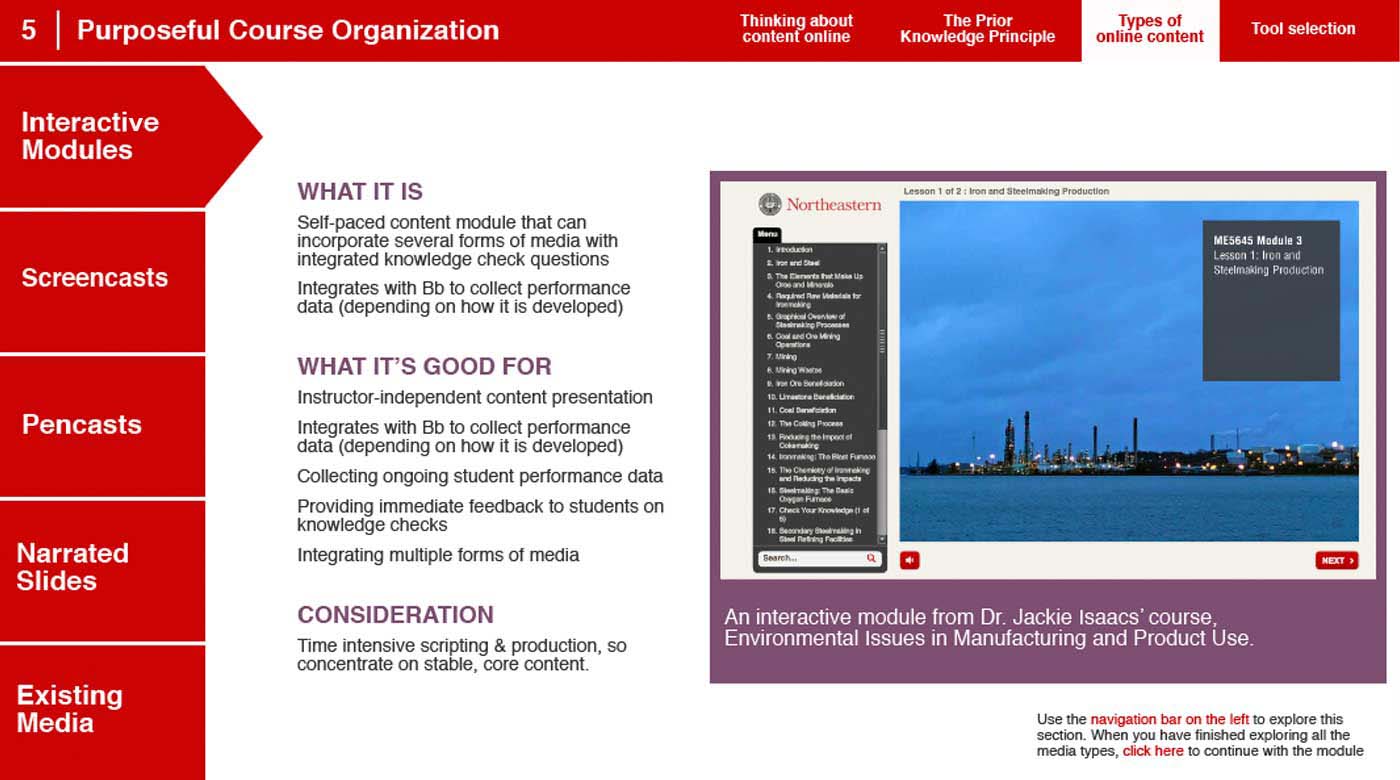 5
Purposeful Course Organization
Thinking about
content online
The Prior
Knowledge Principle
Types of
online content
Tool selection
Interactive
Modules
Screencasts
Pencasts
Narrated
Slides
Existing
Media
WHAT IT IS
Self-paced content module that can
incorporate several forms of media with
integrated knowledge check questions
Integrates with Bb to collect performance
data (depending on how it is developed)
WHAT IT’S GOOD FOR
Instructor-independent content presentation
Integrates with Bb to collect performance
data (depending on how it is developed)
Collecting ongoing student performance data
Providing immediate feedback to students on
knowledge checks
Integrating multiple forms of media
CONSIDERATION
Time intensive scripting & production, so
concentrate on stable, core content.
Northeastern
Lesson 1 of 2 : Iron and Steelmaking Production
Menu
1. Introduction
2. Iron and Steel
3. The Elements that Make Up
Ores and Minerals
4. Required Raw Materials for
Ironmaking
5. Graphical Overview of
Steelmaking Processes
6. Coal and Ore Mining
Operations
7. Mining
8. Mining Wastes
9. Iron Ore Beneficiation
10. Limestone Beneficiation
11. Coal Beneficiation
12. The Coking Process
13. Reducing the Impact of
Cokemaking
14. Ironmaking: The Blast Furnace
15. The Chemistry of Ironmaking
and Reducing the Impacts
16. Steelmaking: The Basic
Oxygen Furnace
17. Check Your Knowledge (1 of
5)
18. Secondary Steelmaking in
Steel Refining Facilities
Search...
ME5645 Module 3
Lesson 1: Iron and
Steelmaking Production
NEXT >
An interactive module from Dr. Jackie Isaacs’ course,
Environmental Issues in Manufacturing and Product Use.
Use the navigation bar on the left to explore this
section. When you have finished exploring all the
media types, click here to continue with the module